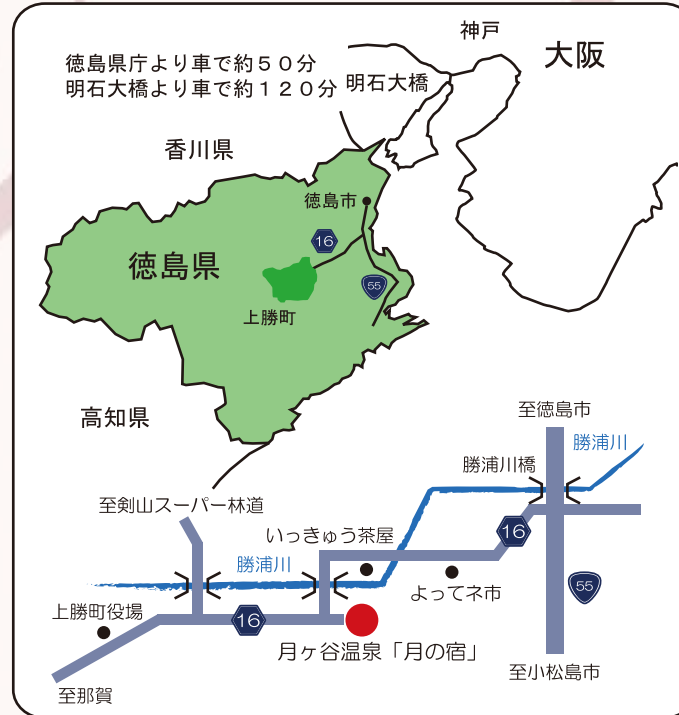 神戸
大阪
徳島県庁より車で約５０分
明石大橋より車で約１２０分
明石大橋
香川県
徳島市
16
徳島県
55
上勝町
高知県
至徳島市
勝浦川
勝浦川橋
至剣山スーパー林道
いっきゅう茶屋
16
勝浦川
よってネ市
55
上勝町役場
16
月ヶ谷温泉「月の宿」
至小松島市
至那賀